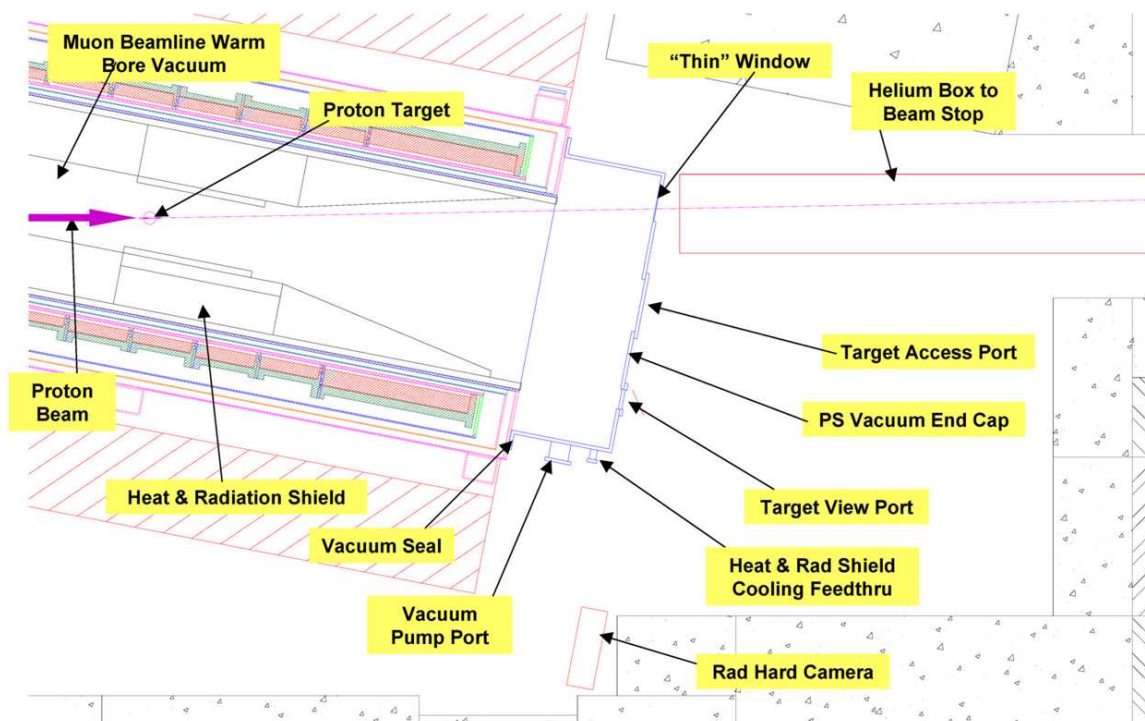 Muon Beamline Warm
Bore Vacuum
Proton Target
“Thin” Window
Helium Box to
Beam Stop
Target Access Port
Proton
Beam
PS Vacuum End Cap
Heat & Radiation Shield
Target View Port
Vacuum Seal
Heat & Rad Shield
Cooling Feedthru
Vacuum
Pump Port
Rad Hard Camera